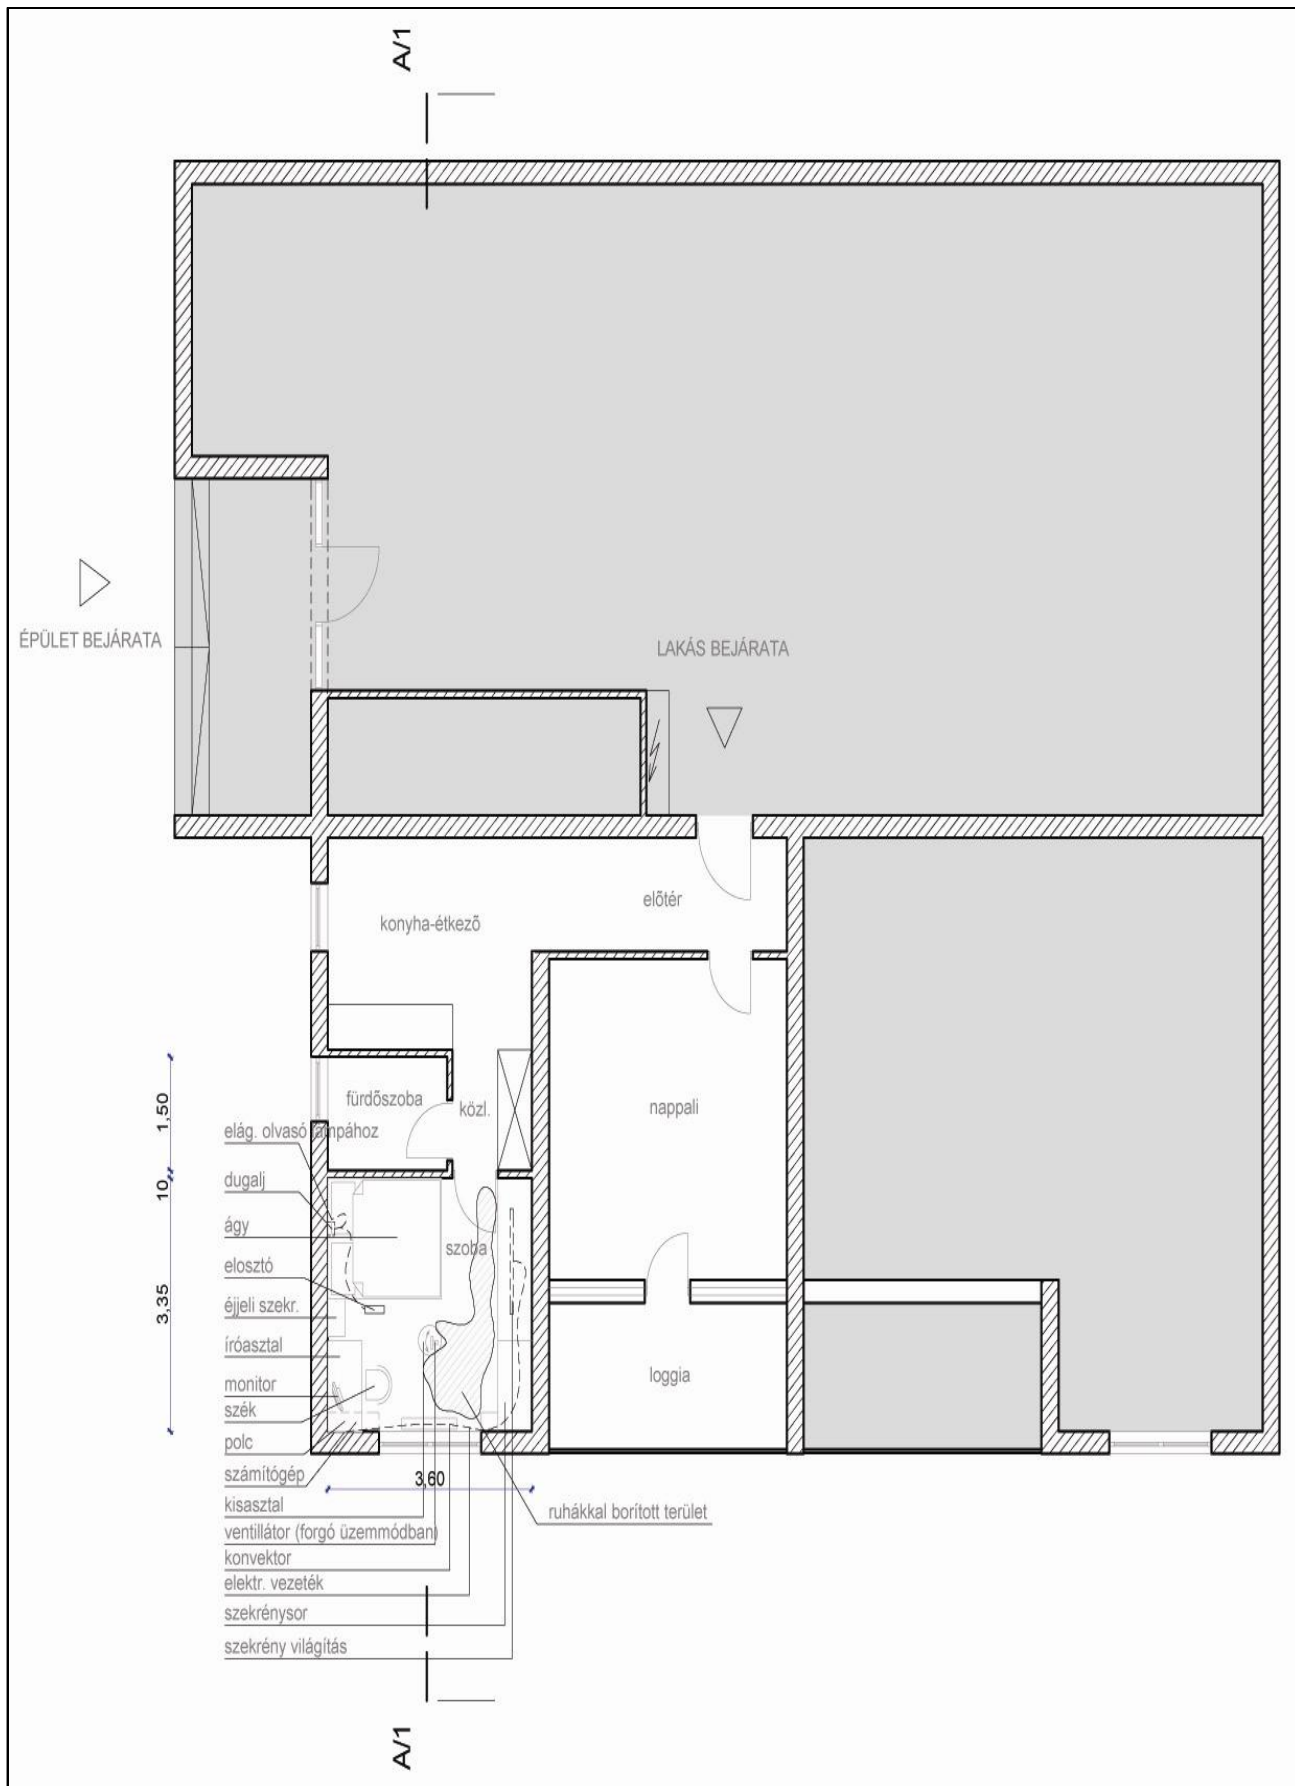 A/1
ÉPÜLET BEJÁRATA
LAKÁS BEJÁRATA
előtér
konyha-étkező
fürdőszoba
közl.
nappali
1,50
10
3,35
elág. olvasó lámpához
dugalj
ágy
szoba
elosztó
éjjeli szekr.
íróasztal
monitor
szék
polc
számítógép
kisasztal
ventillátor (forgó üzemmódban)
konvektor
elektr. vezeték
szekrénysor
szekrény világítás
loggia
3,60
ruhákkal borított terület
A/1